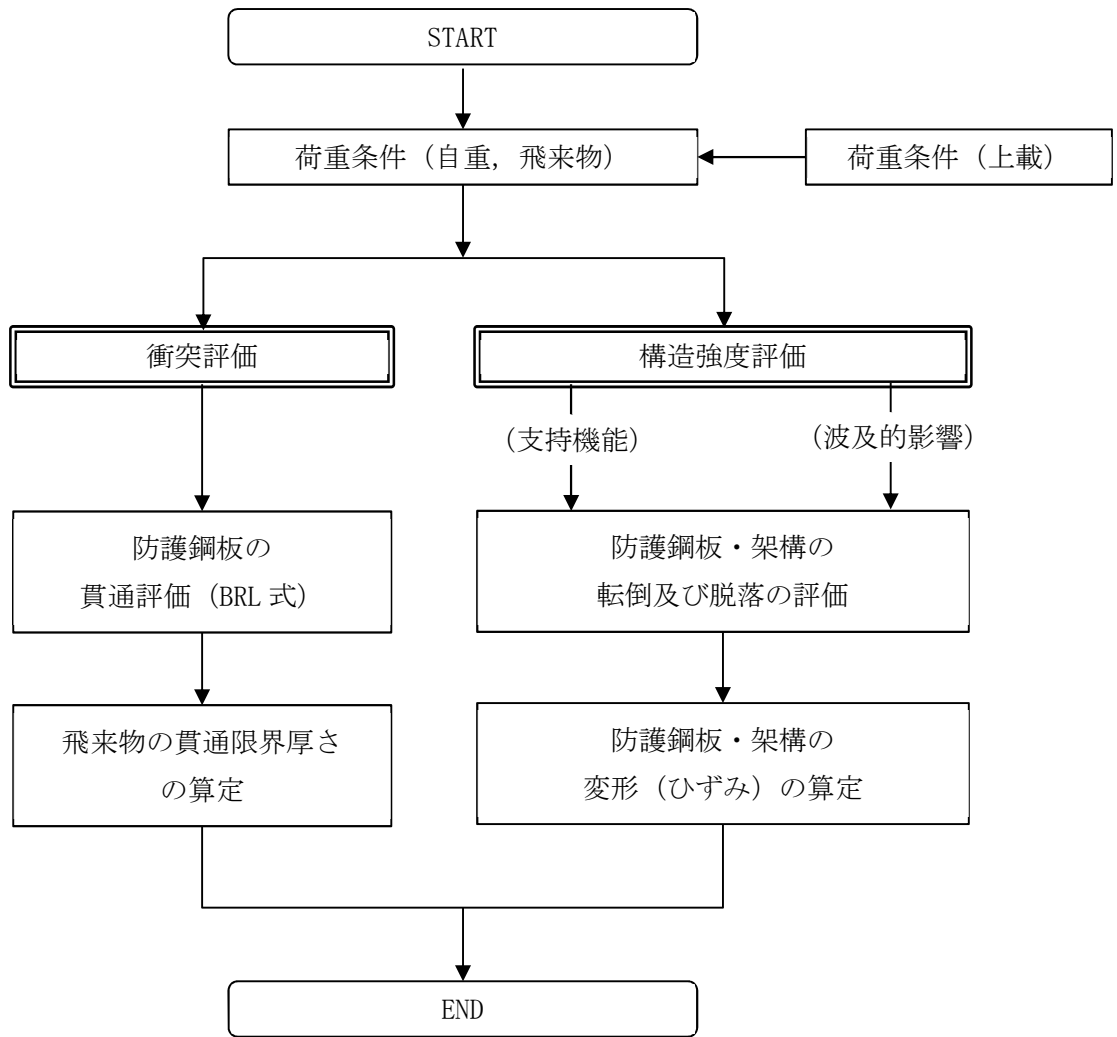 START
荷重条件（自重，飛来物）
荷重条件（上載）
衝突評価
構造強度評価
（支持機能）
（波及的影響）
防護鋼板の
貫通評価（BRL 式）
防護鋼板・架構の
転倒及び脱落の評価
飛来物の貫通限界厚さ
の算定
防護鋼板・架構の
変形（ひずみ）の算定
END